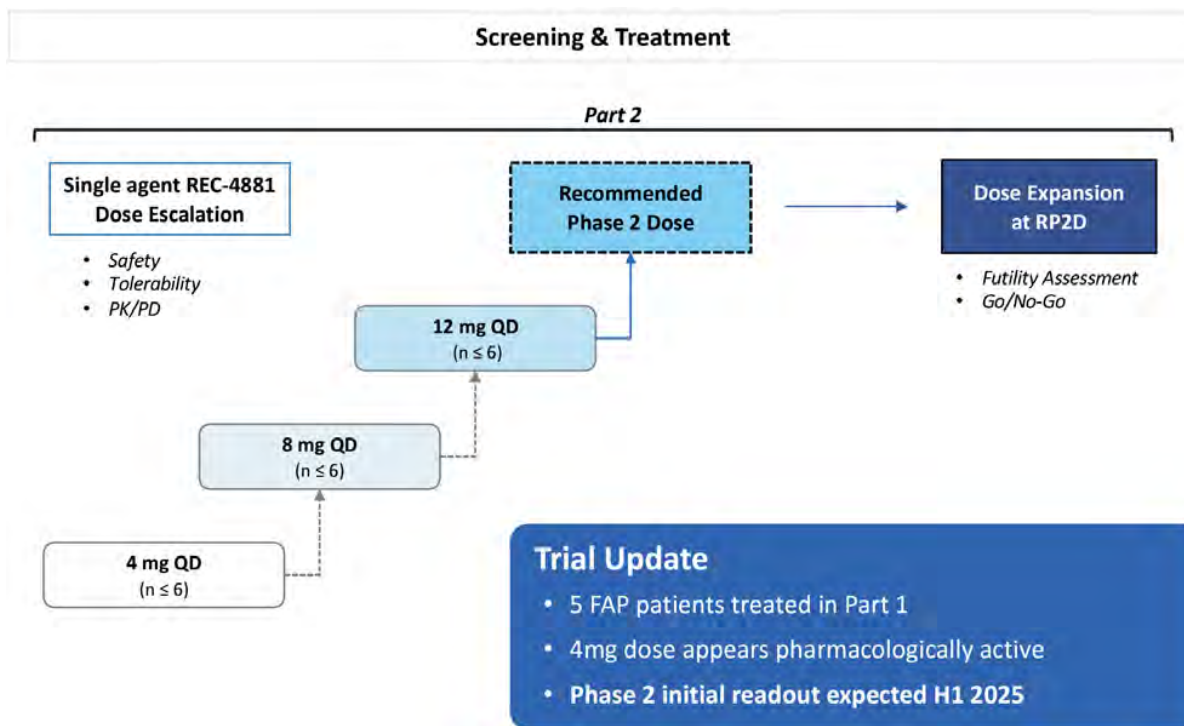 Screening & Treatment
Part 2
Single agent REC-4881
Dose Escalation
• Safety
• Tolerability
• PK/PD
Recommended
Phase 2 Dose
Dose Expansion
at RP2D
• Futility Assessment
• Go/No-Go
12 mg QD
(n ≤ 6)
8 mg QD
(n ≤ 6)
4 mg QD
(n ≤ 6)
Trial Update
• 5 FAP patients treated in Part 1
• 4mg dose appears pharmacologically active
• Phase 2 initial readout expected H1 2025